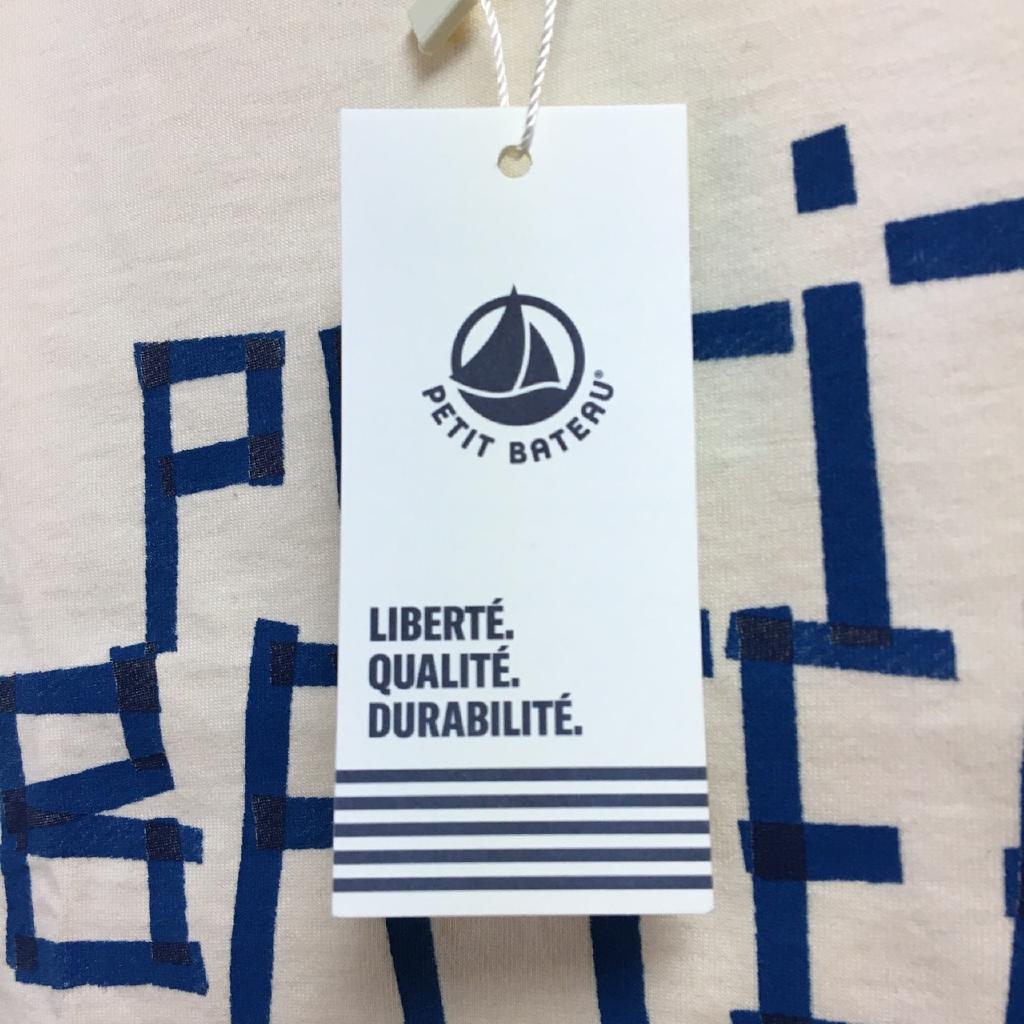 PETIT BATEAU®
LIBERTÉ.
QUALITÉ.
DURABILITÉ.